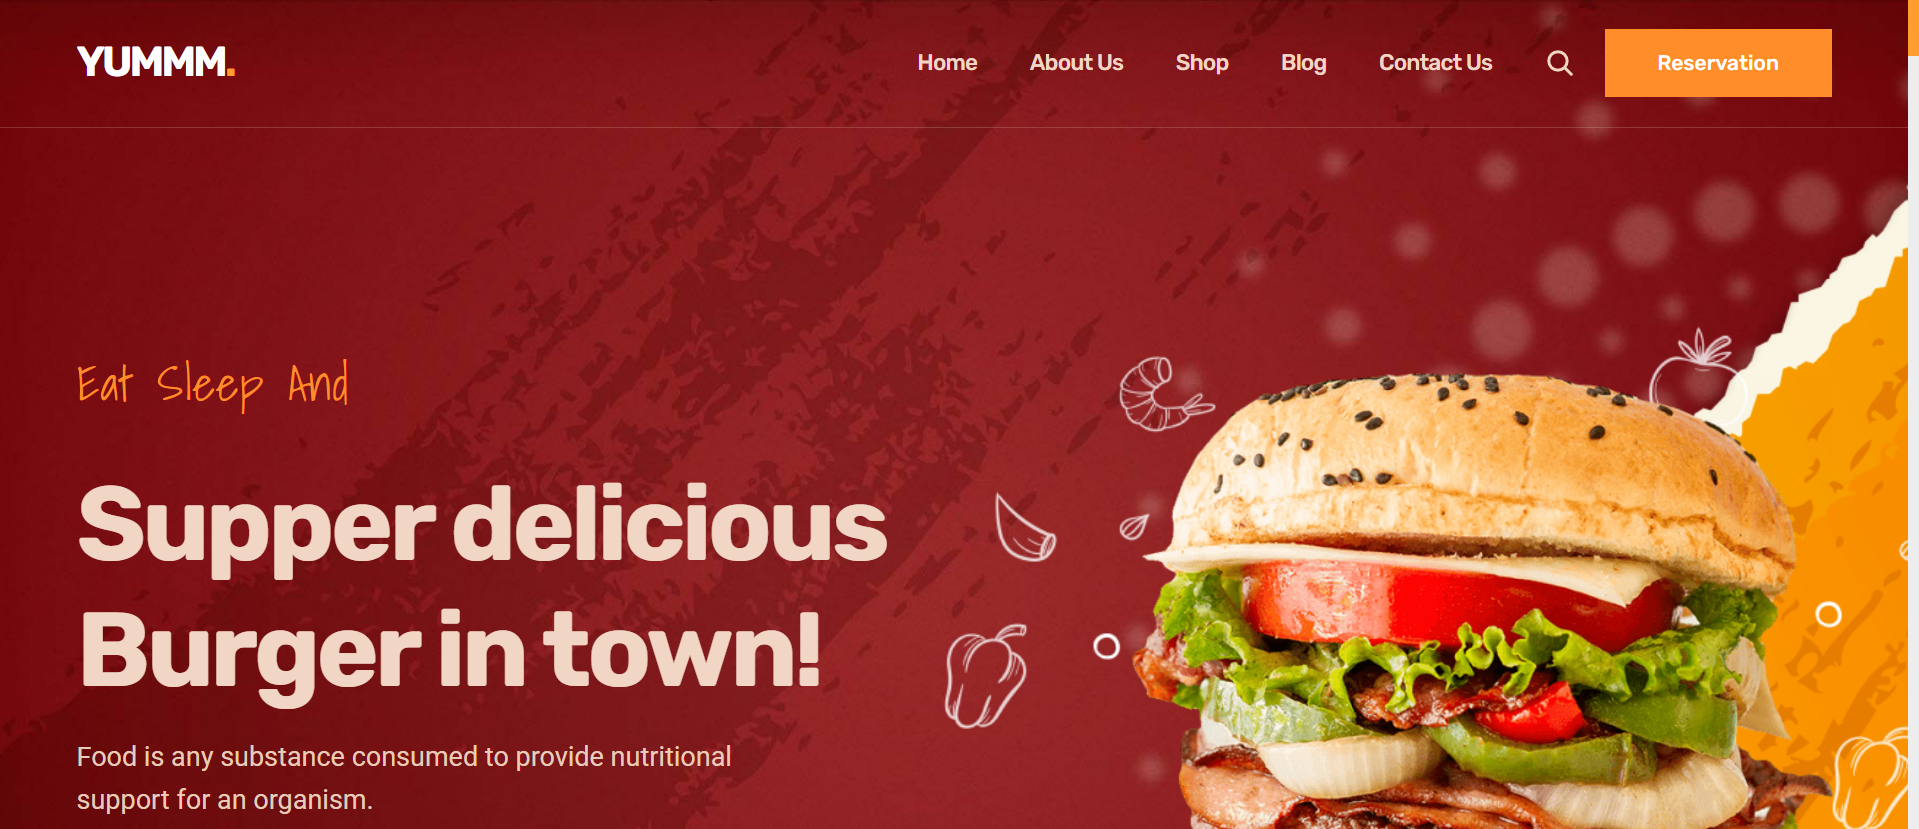 YUMMM.
Home About Us Shop Blog Contact Us Reservation
Eat Sleep And
Supper delicious
Burger in town!
Food is any substance consumed to provide nutritional
support for an organism.